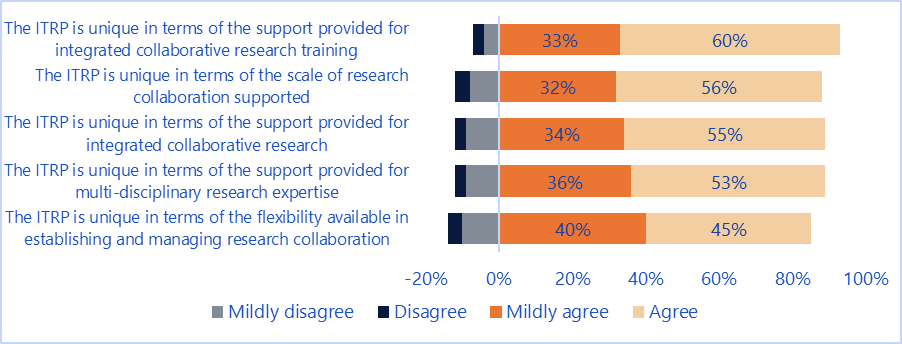 The ITRP is unique in terms of the support provided for
integrated collaborative research training
33% 60%
The ITRP is unique in terms of the scale of research
collaboration supported
32% 56%
The ITRP is unique in terms of the support provided for
integrated collaborative research
34% 55%
The ITRP is unique in terms of the support provided for
multi-disciplinary research expertise
36% 53%
The ITRP is unique in terms of the flexibility available in
establishing and managing research collaboration
40% 45%
-20% 0% 20% 40% 60% 80% 100%
Mildly disagree Disagree Mildly agree Agree